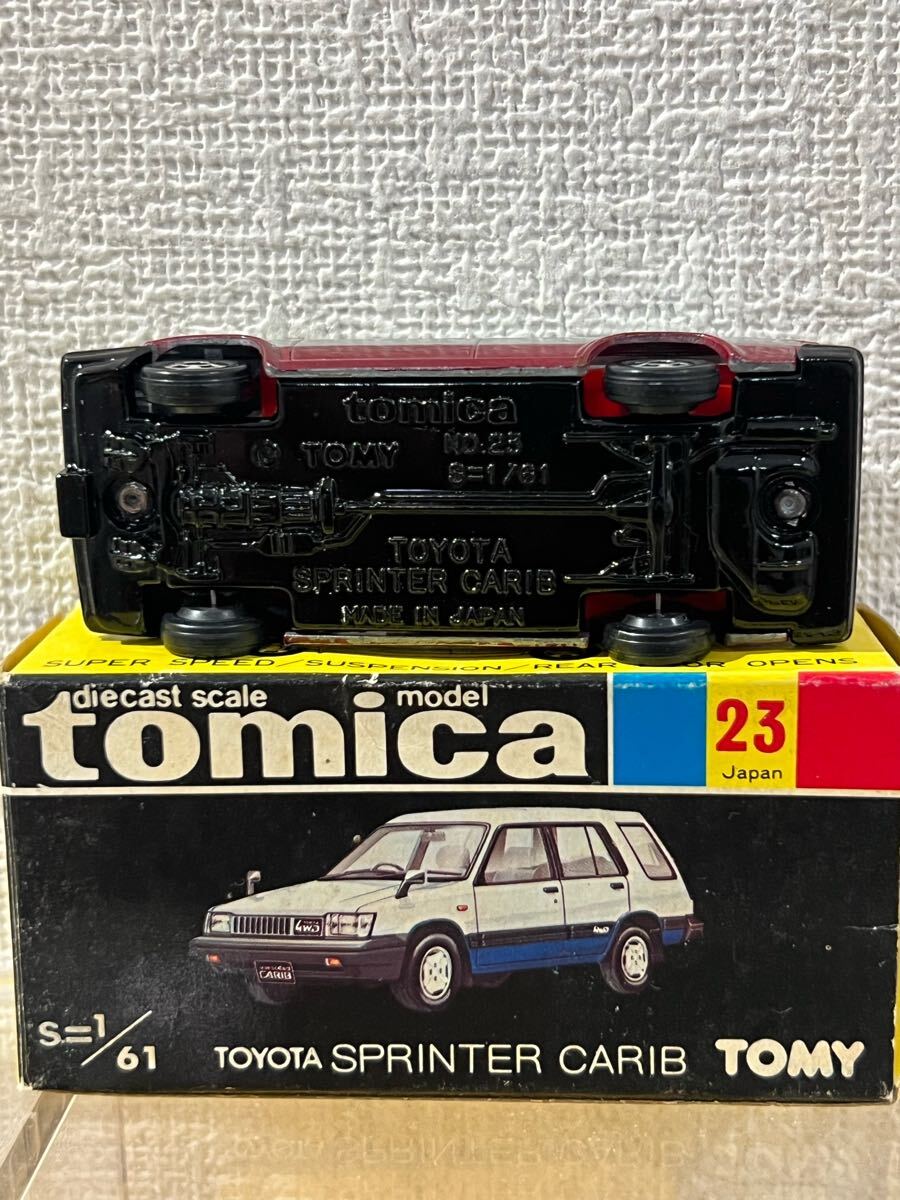 tomica
NO.23
© TOMY
S=1/61
TOYOTA
SPRINTER CARIB
MADE IN JAPAN
SUPER SPEED/SUSPENSION/REAR DOOR OPENS
diecast scale model
tomica
23
Japan
4WD
CARIB
4WD
S=1/61
TOYOTA SPRINTER CARIB TOMY